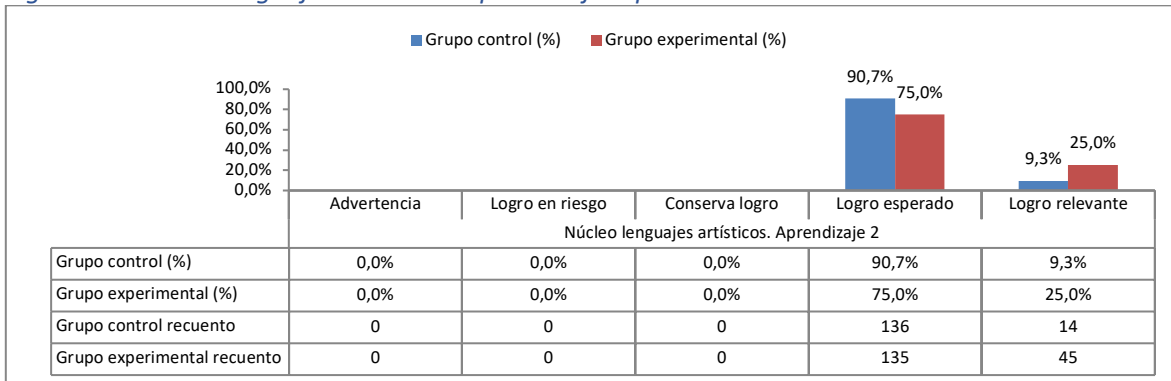 Grupo control (%) Grupo experimental (%)
100,0%
80,0%
60,0%
40,0%
20,0%
0,0%
90,7%
75,0%
9,3%
25,0%
Advertencia Logro en riesgo Conserva logro Logro esperado Logro relevante
Núcleo lenguajes artísticos. Aprendizaje 2
Grupo control (%) 0,0% 0,0% 0,0% 90,7% 9,3%
Grupo experimental (%) 0,0% 0,0% 0,0% 75,0% 25,0%
Grupo control recuento 0 0 0 136 14
Grupo experimental recuento 0 0 0 135 45